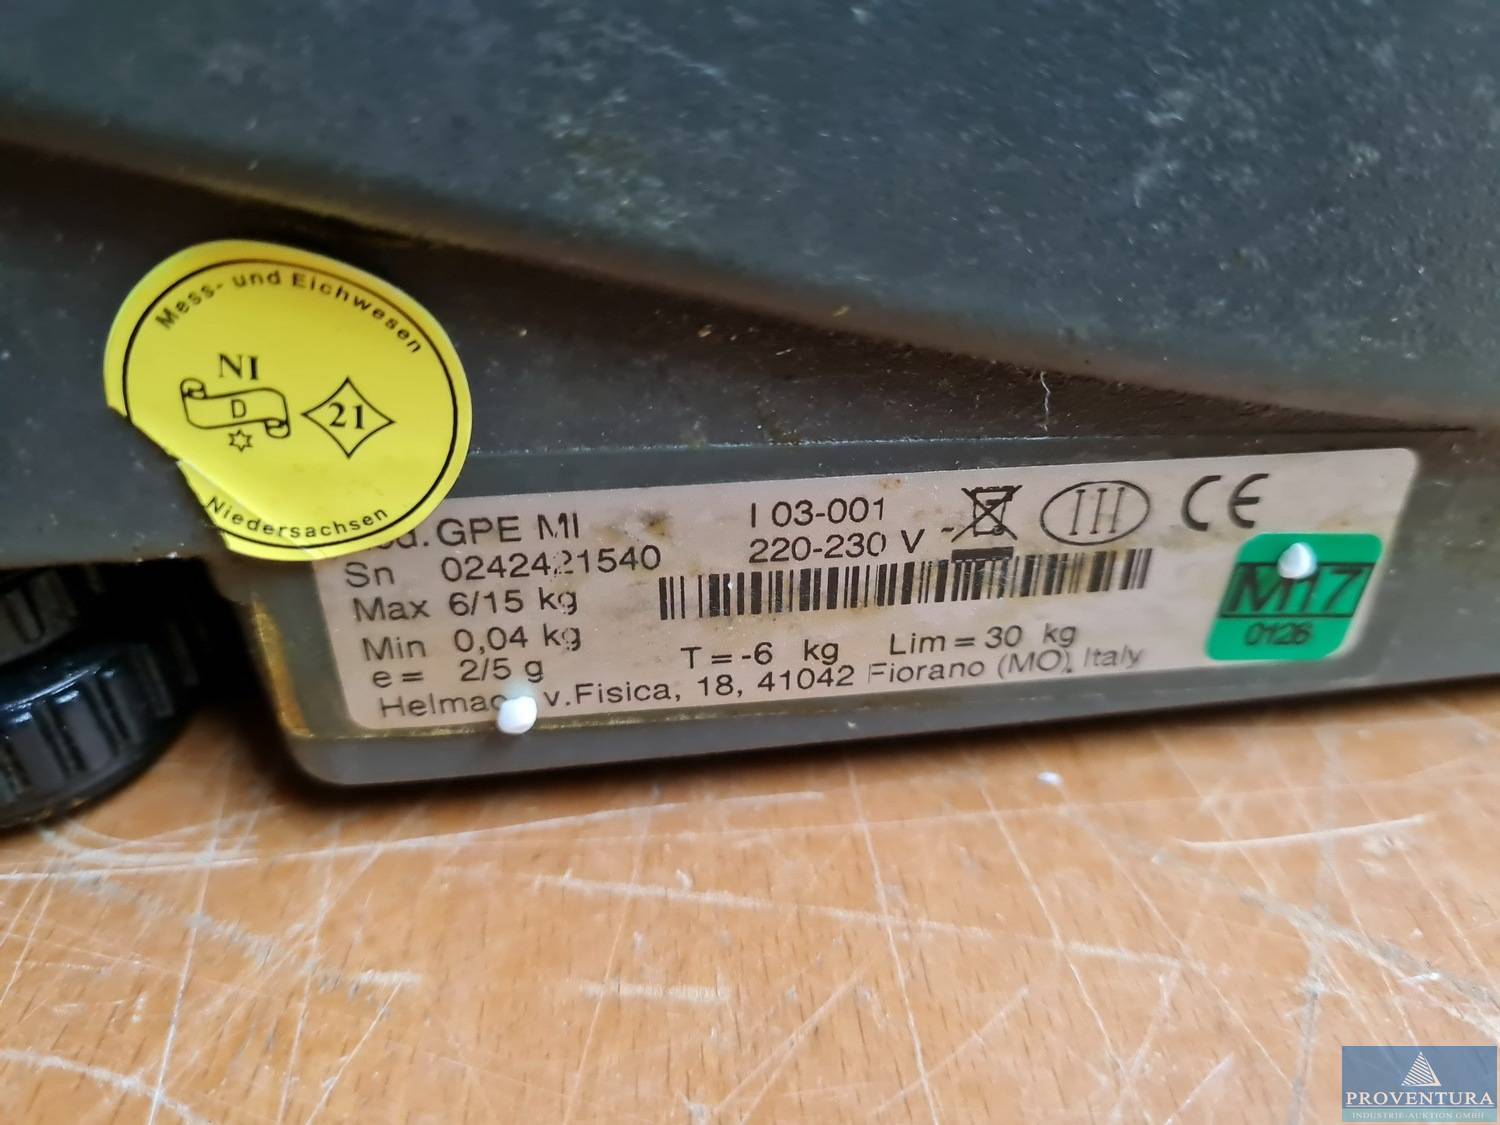 Mess- und Eichwesen
NI
D
21
Niedersachsen
GPE MI
I 03-001
CE
Sn 0242421540
220-230 V
Max 6/15 kg
Min 0,04 kg
e = 2/5 g
T = -6 kg
Lim = 30 kg
M17
0126
v.Fisica, 18, 41042 Fiorano (MO), Italy
PROVENTURA
INDUSTRIE-AUKTION GMBH